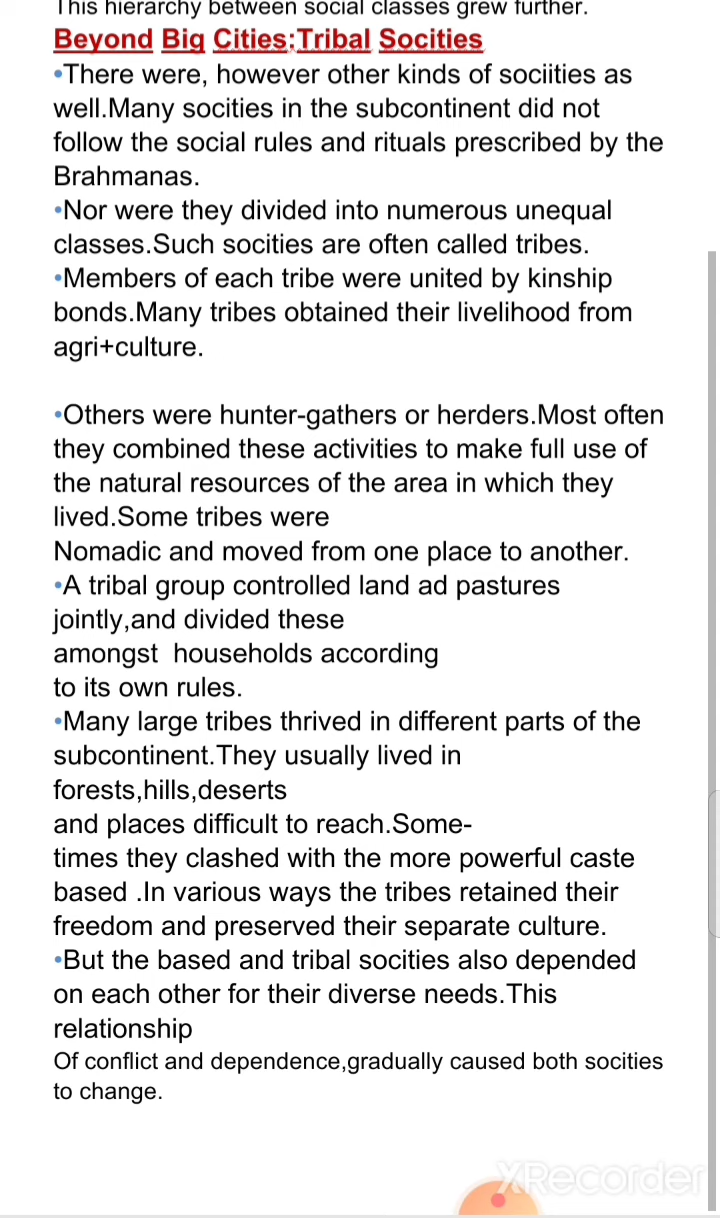 This hierarchy between social classes grew further.
Beyond Big Cities:Tribal Socities
•There were, however other kinds of sociities as
well.Many socities in the subcontinent did not
follow the social rules and rituals prescribed by the
Brahmanas.
•Nor were they divided into numerous unequal
classes.Such socities are often called tribes.
•Members of each tribe were united by kinship
bonds.Many tribes obtained their livelihood from
agri+culture.
•Others were hunter-gathers or herders.Most often
they combined these activities to make full use of
the natural resources of the area in which they
lived.Some tribes were
Nomadic and moved from one place to another.
•A tribal group controlled land ad pastures
jointly,and divided these
amongst  households according
to its own rules.
•Many large tribes thrived in different parts of the
subcontinent.They usually lived in
forests,hills,deserts
and places difficult to reach.Some-
times they clashed with the more powerful caste
based .In various ways the tribes retained their
freedom and preserved their separate culture.
•But the based and tribal socities also depended
on each other for their diverse needs.This
relationship
Of conflict and dependence,gradually caused both socities
to change.
XRecorder